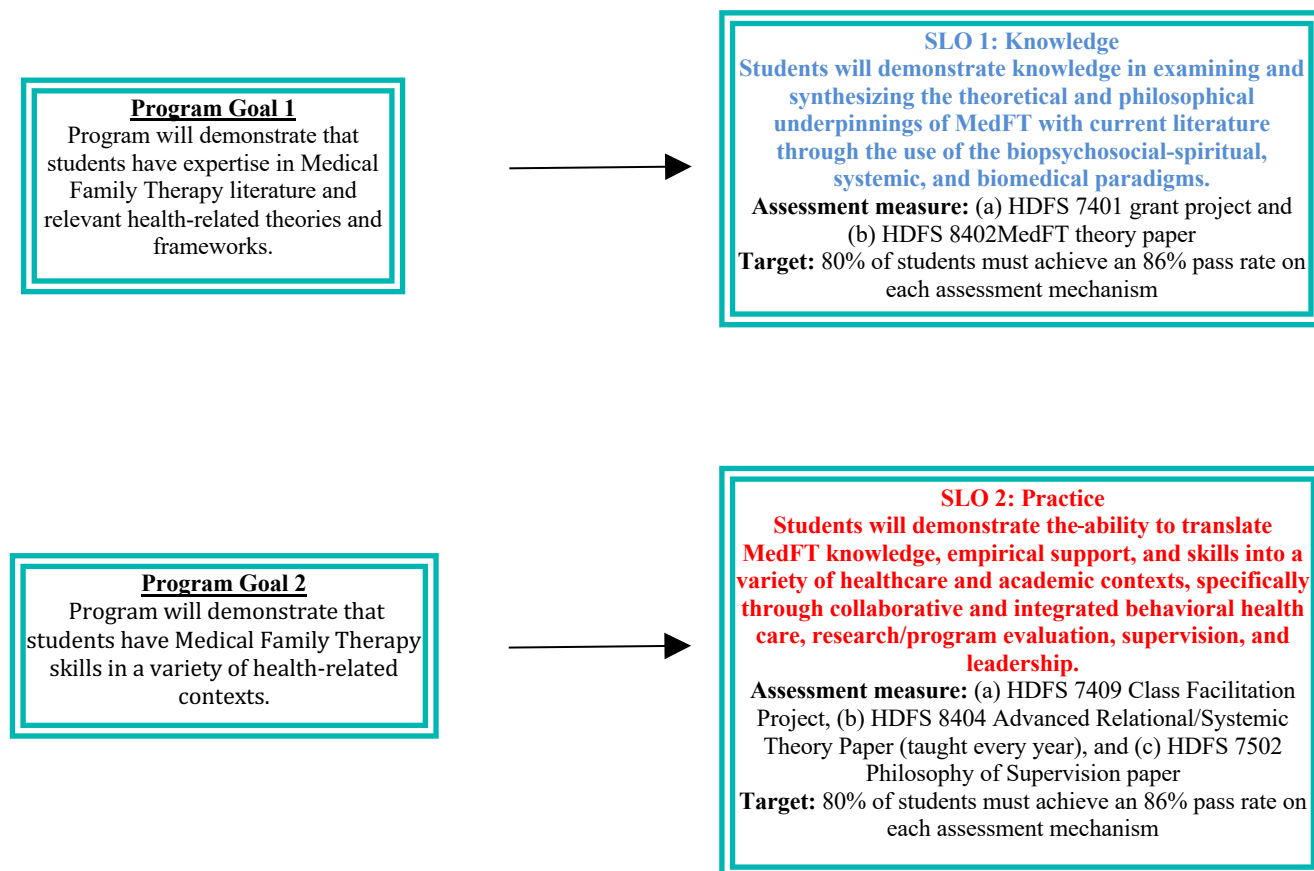 Program Goal 1
Program will demonstrate that
students have expertise in Medical
Family Therapy literature and
relevant health-related theories and
frameworks.
SLO 1: Knowledge
Students will demonstrate knowledge in examining and
synthesizing the theoretical and philosophical
underpinnings of MedFT with current literature
through the use of the biopsychosocial-spiritual,
systemic, and biomedical paradigms.
Assessment measure: (a) HDFS 7401 grant project and
(b) HDFS 8402MedFT theory paper
Target: 80% of students must achieve an 86% pass rate on
each assessment mechanism
Program Goal 2
Program will demonstrate that
students have Medical Family Therapy
skills in a variety of health-related
contexts.
SLO 2: Practice
Students will demonstrate the-ability to translate
MedFT knowledge, empirical support, and skills into a
variety of healthcare and academic contexts, specifically
through collaborative and integrated behavioral health
care, research/program evaluation, supervision, and
leadership.
Assessment measure: (a) HDFS 7409 Class Facilitation
Project, (b) HDFS 8404 Advanced Relational/Systemic
Theory Paper (taught every year), and (c) HDFS 7502
Philosophy of Supervision paper
Target: 80% of students must achieve an 86% pass rate on
each assessment mechanism